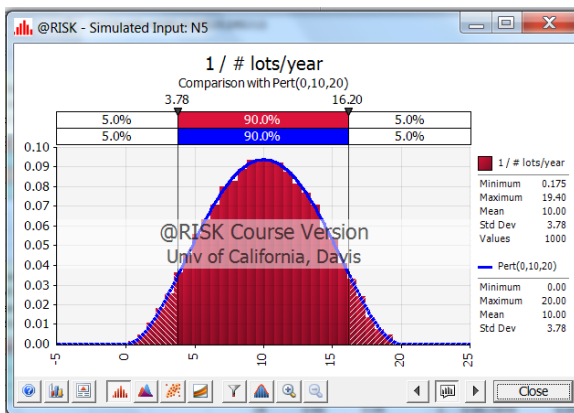 @RISK - Simulated Input: N5
1 / # lots/year
Comparison with Pert(0,10,20)
3.78 16.20
5.0% 90.0% 5.0%
5.0% 90.0% 5.0%
0.10
0.09
0.08
0.07
0.06
0.05
0.04
0.03
0.02
0.01
0.00
-5 0 5 10 15 20 25
@RISK Course Version
Univ of California, Davis
1 / # lots/year
Minimum 0.175
Maximum 19.40
Mean 10.00
Std Dev 3.78
Values 1000
Pert(0,10,20)
Minimum 0.00
Maximum 20.00
Mean 10.00
Std Dev 3.78
Close